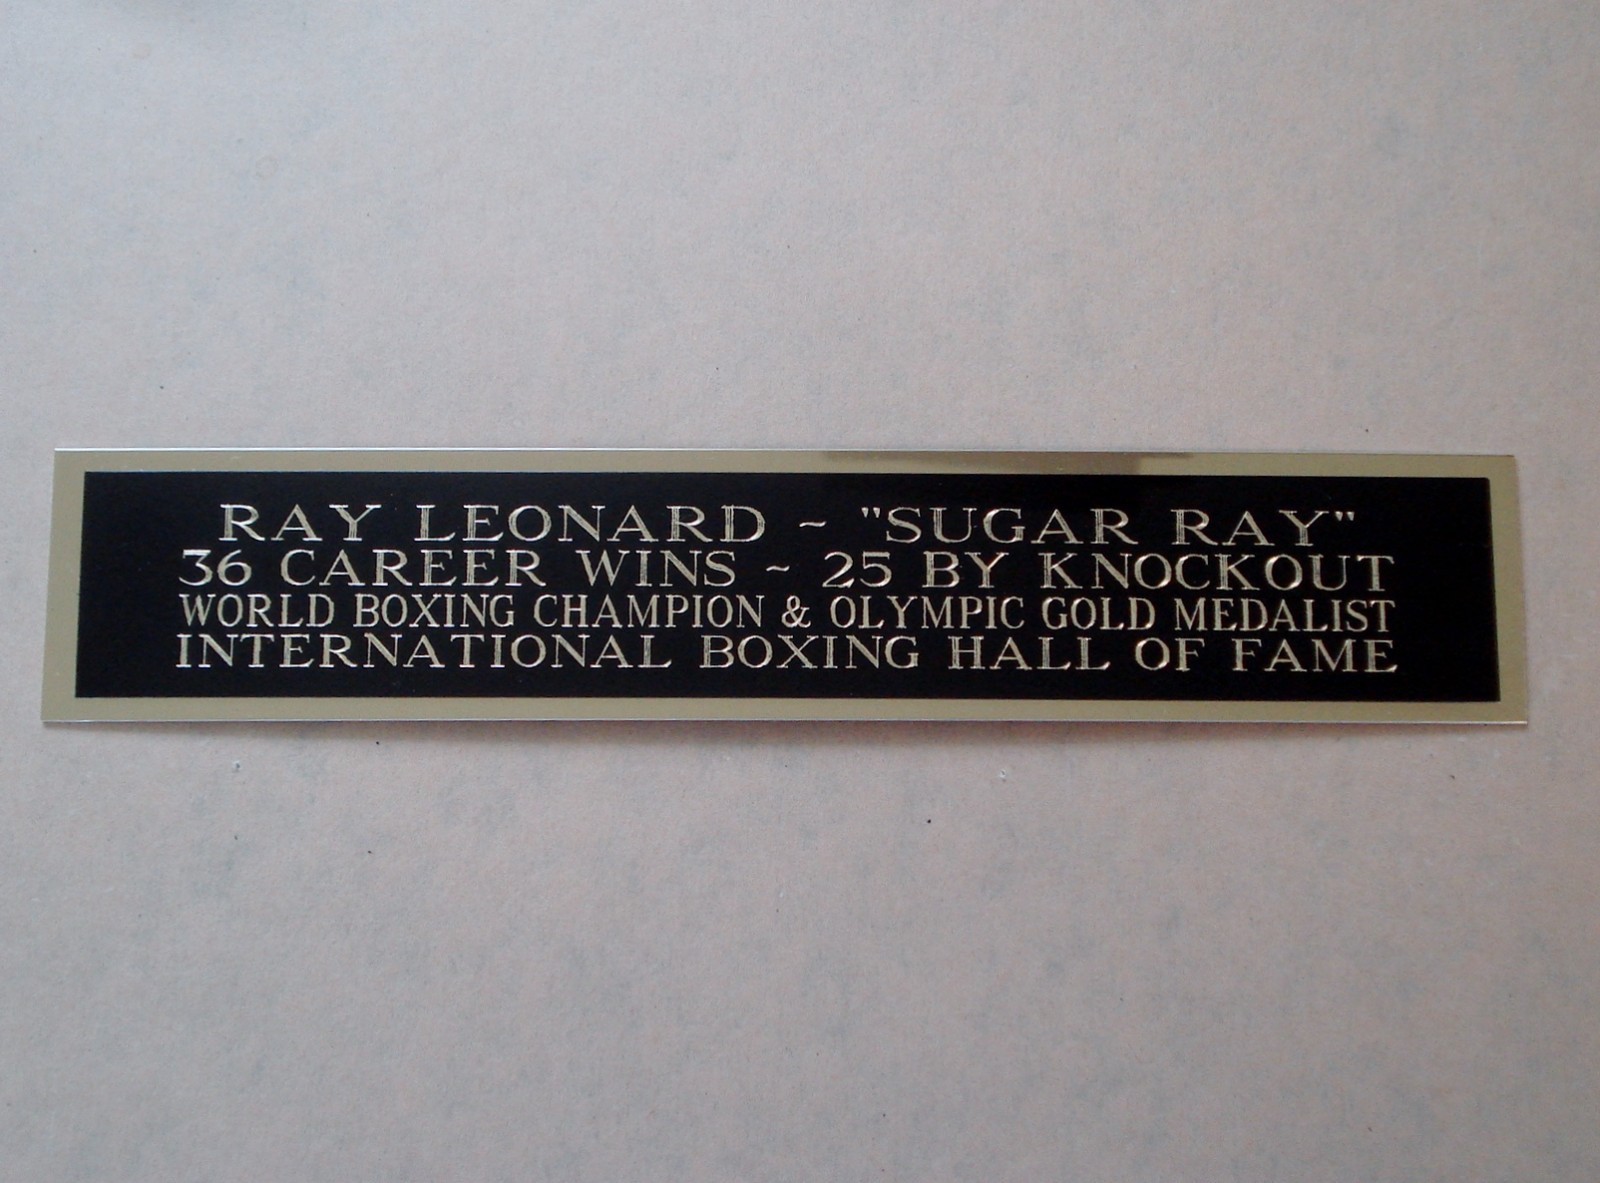 RAY LEONARD ~ "SUGAR RAY"
36 CAREER WINS ~ 25 BY KNOCKOUT
WORLD BOXING CHAMPION & OLYMPIC GOLD MEDALIST
INTERNATIONAL BOXING HALL OF FAME